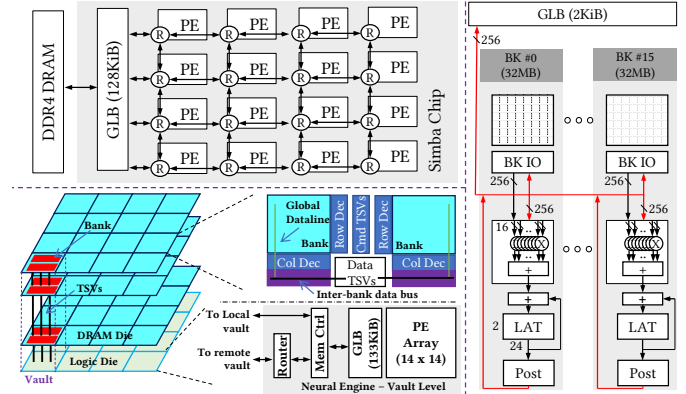 DDR4 DRAM
GLB (128KiB)
PE PE PE PE
R R R R
PE PE PE PE
R R R R
PE PE PE PE
R R R R
PE PE PE PE
R R R R
Simba Chip
Bank
TSVs
DRAM Die
Logic Die
Vault
Global
Dataline
Bank
Row Dec
Cmd TSVs
Row Dec
Bank
Col Dec
Data
TSVs
Col Dec
Inter-bank data bus
To Local
vault
To remote
vault
Router
Mem Ctrl
GLB
(133KiB)
PE
Array
(14 x 14)
Neural Engine – Vault Level
GLB (2KiB)
256
BK #0
(32MB)
BK #15
(32MB)
BK IO
BK IO
256
256
256
256
16
..
..
X
+
+
2
LAT
24
Post
..
..
X
+
+
LAT
Post